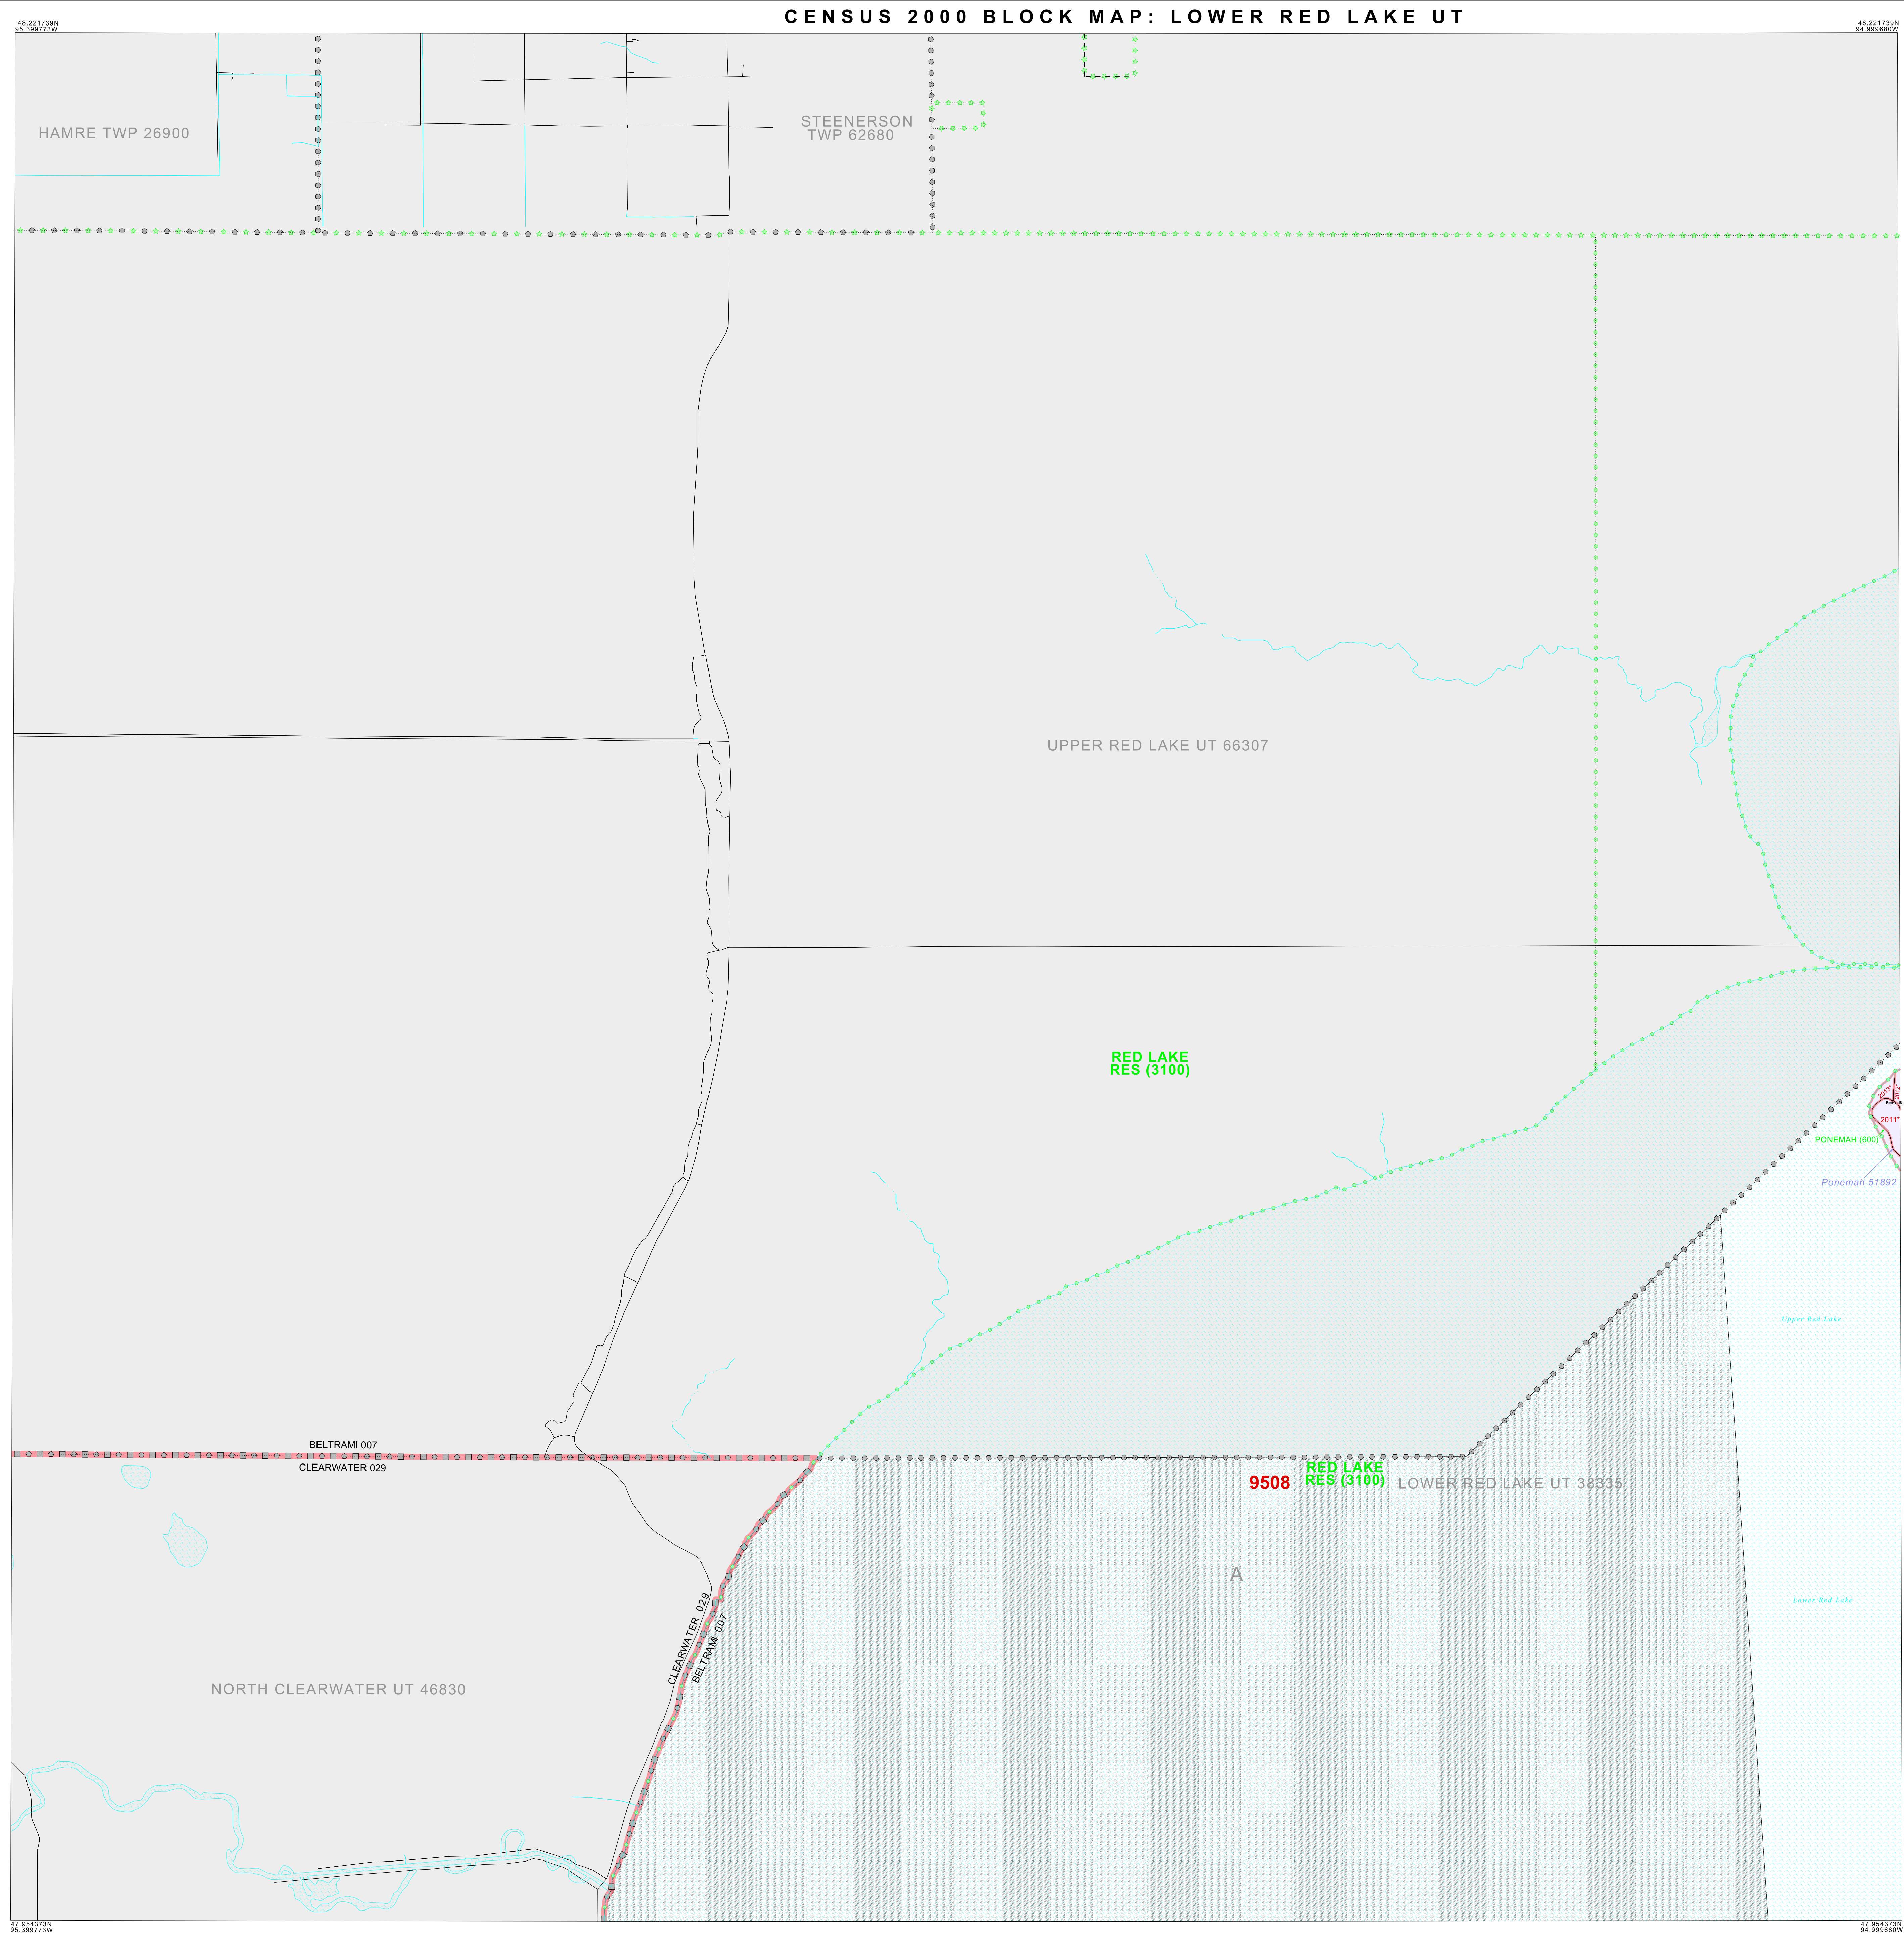 CENSUS 2000 BLOCK MAP: LOWER RED LAKE UT
48.221739N
95.399773W
48.221739N
94.999680W
HAMRE TWP 26900
STEENERSON
TWP 62680
UPPER RED LAKE UT 66307
RED LAKE
RES (3100)
2013
2011
PONEMAH (600)
Ponemah 51892
Upper Red Lake
BELTRAMI 007
CLEARWATER 029
9508
RED LAKE
RES (3100)
LOWER RED LAKE UT 38335
A
Lower Red Lake
CLEARWATER 029
BELTRAMI 007
NORTH CLEARWATER UT 46830
47.954373N
95.399773W
47.954373N
94.999680W